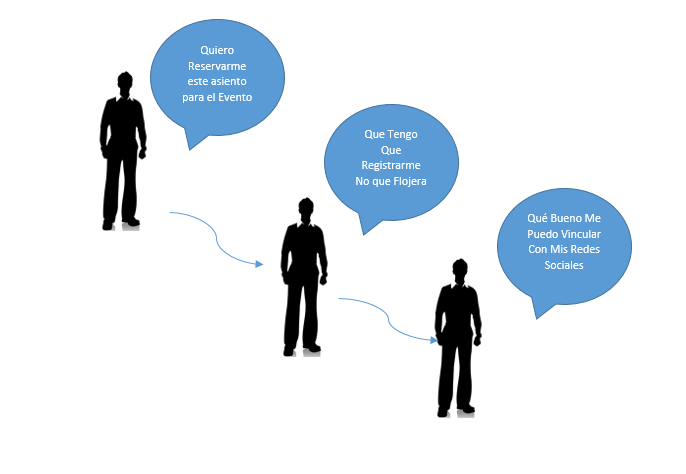 Quiero
Reservarme
este asiento
para el Evento
Que Tengo
Que
Registrarme
No que Flojera
Qué Bueno Me
Puedo Vincular
Con Mis Redes
Sociales